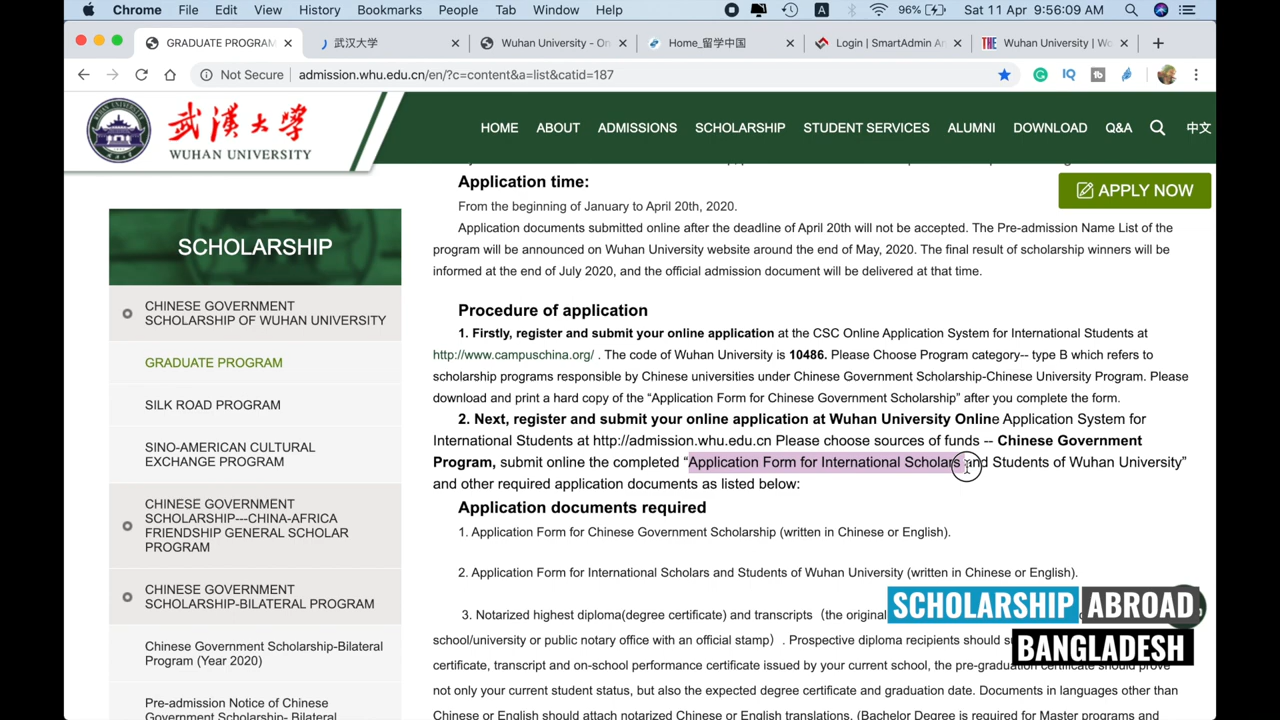 Chrome File Edit View History Bookmarks People Tab Window Help 96% Sat 11 Apr 9:56:09 AM
GRADUATE PROGRAM 武汉大学 Wuhan University - On Home_留学中国 Login | SmartAdmin An THE Wuhan University | Wo
Not Secure admission.whu.edu.cn/en/?c=content&a=list&catid=187
武漢大學
WUHAN UNIVERSITY
HOME ABOUT ADMISSIONS SCHOLARSHIP STUDENT SERVICES ALUMNI DOWNLOAD Q&A 中文
APPLY NOW
SCHOLARSHIP
CHINESE GOVERNMENT
SCHOLARSHIP OF WUHAN UNIVERSITY
GRADUATE PROGRAM
SILK ROAD PROGRAM
SINO-AMERICAN CULTURAL
EXCHANGE PROGRAM
CHINESE GOVERNMENT
SCHOLARSHIP---CHINA-AFRICA
FRIENDSHIP GENERAL SCHOLAR
PROGRAM
CHINESE GOVERNMENT
SCHOLARSHIP-BILATERAL PROGRAM
Chinese Government Scholarship-Bilateral
Program (Year 2020)
Pre-admission Notice of Chinese
Government Scholarship- Bilateral
Application time:
From the beginning of January to April 20th, 2020.
Application documents submitted online after the deadline of April 20th will not be accepted. The Pre-admission Name List of the
program will be announced on Wuhan University website around the end of May, 2020. The final result of scholarship winners will be
informed at the end of July 2020, and the official admission document will be delivered at that time.
Procedure of application
1. Firstly, register and submit your online application at the CSC Online Application System for International Students at
http://www.campuschina.org/ . The code of Wuhan University is 10486. Please Choose Program category-- type B which refers to
scholarship programs responsible by Chinese universities under Chinese Government Scholarship-Chinese University Program. Please
download and print a hard copy of the “Application Form for Chinese Government Scholarship” after you complete the form.
2. Next, register and submit your online application at Wuhan University Online Application System for
International Students at http://admission.whu.edu.cn Please choose sources of funds -- Chinese Government
Program, submit online the completed “Application Form for International Scholars and Students of Wuhan University”
and other required application documents as listed below:
Application documents required
1. Application Form for Chinese Government Scholarship (written in Chinese or English).
2. Application Form for International Scholars and Students of Wuhan University (written in Chinese or English).
3. Notarized highest diploma(degree certificate) and transcripts（the original
school/university or public notary office with an official stamp）. Prospective diploma recipients should
certificate, transcript and on-school performance certificate issued by your current school, the pre-graduation certificate should prove
not only your current student status, but also the expected degree certificate and graduation date. Documents in languages other than
Chinese or English should attach notarized Chinese or English translations. (Bachelor Degree is required for Master programs and
SCHOLARSHIP ABROAD
BANGLADESH